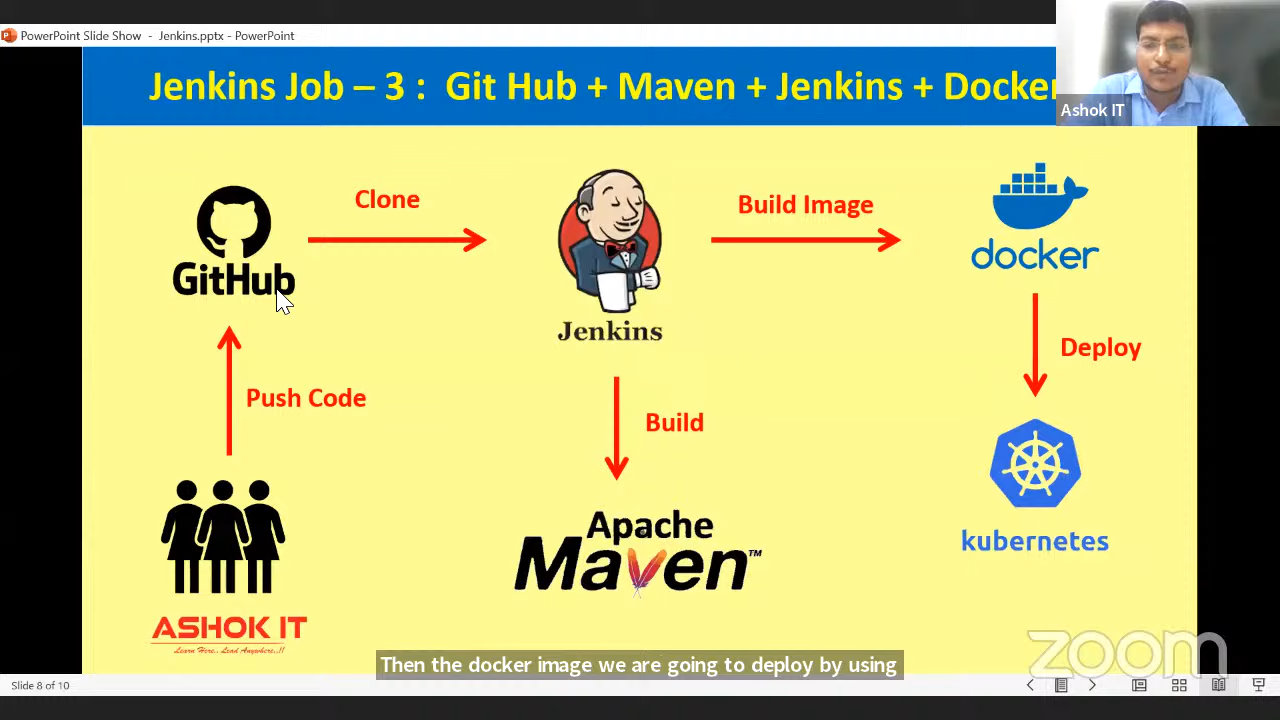 PowerPoint Slide Show - Jenkins.pptx - PowerPoint
Jenkins Job – 3 : Git Hub + Maven + Jenkins + Docker
Ashok IT
Clone
Build Image
GitHub
Jenkins
docker
Push Code
Build
Deploy
Apache
Maven™
kubernetes
ASHOK IT
Learn Here.. Lead Anywhere..!!
Then the docker image we are going to deploy by using
zoom
Slide 8 of 10